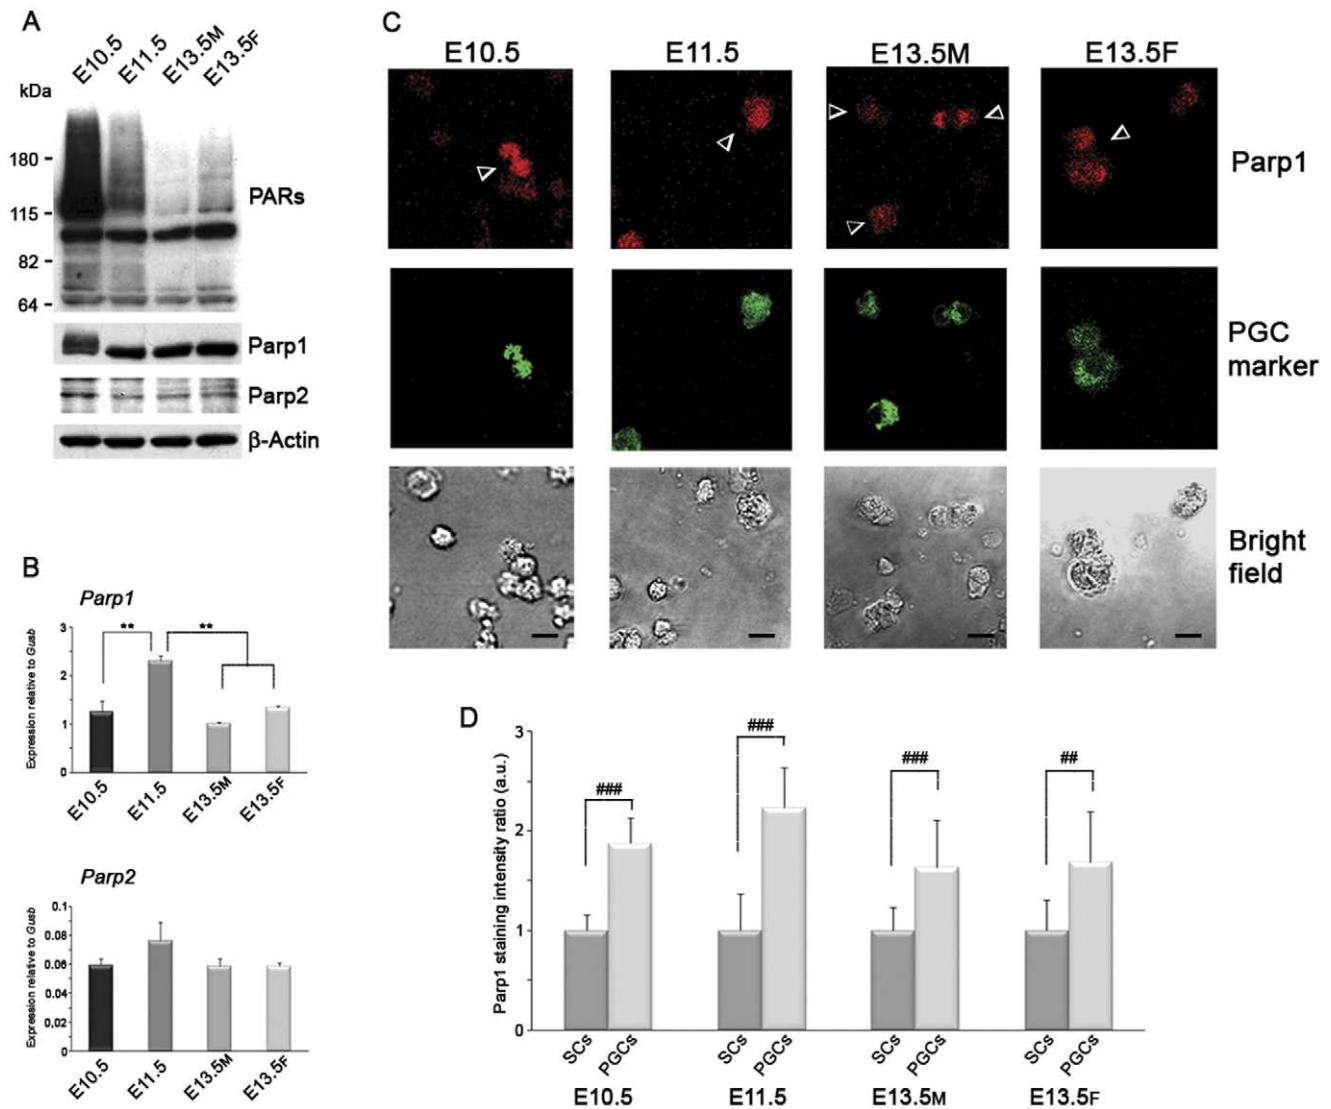 A
E10.5
E11.5
E13.5M
E13.5F
kDa
180
115
82
64
PARs
Parp1
Parp2
β-Actin
B
Parp1
Expression relative to Gusb
3
2
1
0
**
**
E10.5
E11.5
E13.5M
E13.5F
Parp2
Expression relative to Gusb
0.1
0.08
0.06
0.04
0.02
0
E10.5
E11.5
E13.5M
E13.5F
C
E10.5
E11.5
E13.5M
E13.5F
Parp1
PGC
marker
Bright
field
D
Parp1 staining intensity ratio (a.u.)
3
2
1
0
###
###
###
##
SCs
PGCs
SCs
PGCs
SCs
PGCs
SCs
PGCs
E10.5
E11.5
E13.5M
E13.5F